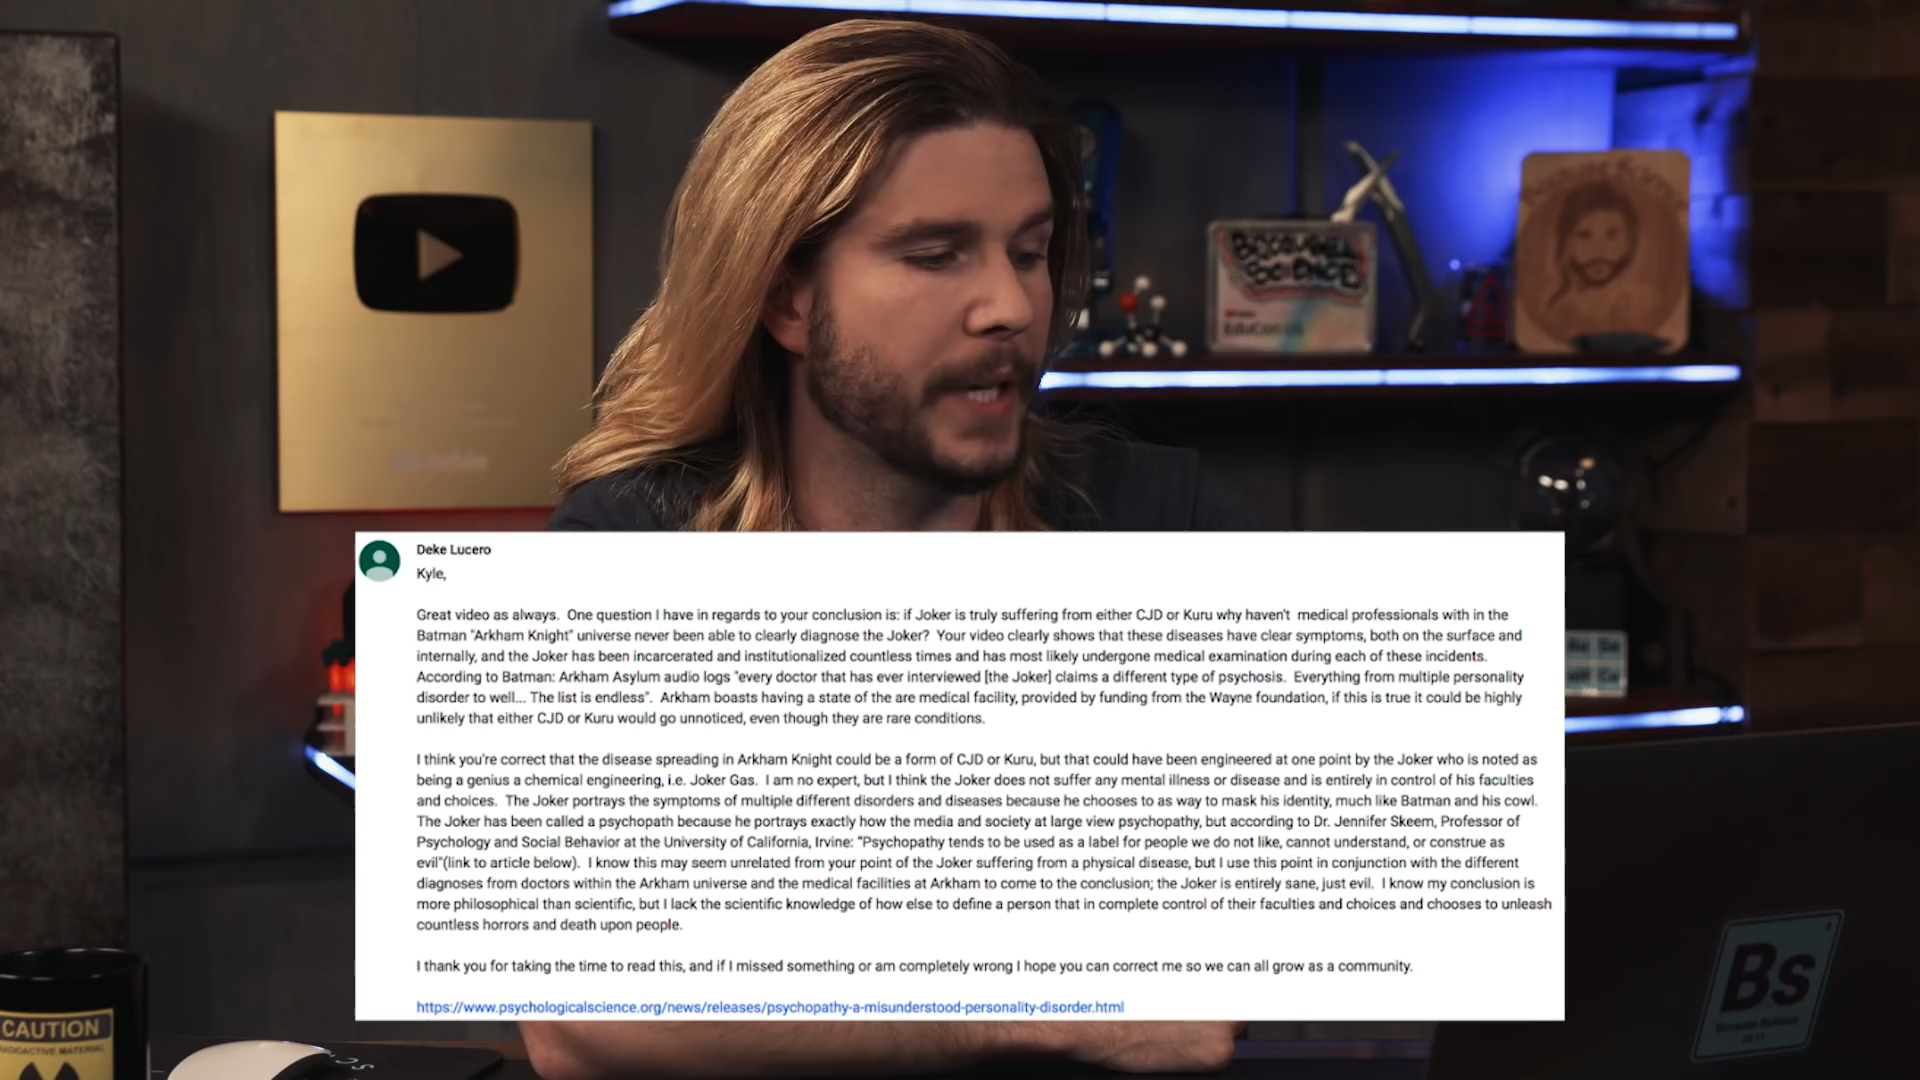 BECAUSE
SCIENCE
EduCon
Deke Lucero
Kyle,
Great video as always. One question I have in regards to your conclusion is: if Joker is truly suffering from either CJD or Kuru why haven't medical professionals with in the
Batman "Arkham Knight" universe never been able to clearly diagnose the Joker? Your video clearly shows that these diseases have clear symptoms, both on the surface and
internally, and the Joker has been incarcerated and institutionalized countless times and has most likely undergone medical examination during each of these incidents.
According to Batman: Arkham Asylum audio logs "every doctor that has ever interviewed [the Joker] claims a different type of psychosis. Everything from multiple personality
disorder to well... The list is endless". Arkham boasts having a state of the are medical facility, provided by funding from the Wayne foundation, if this is true it could be highly
unlikely that either CJD or Kuru would go unnoticed, even though they are rare conditions.
I think you're correct that the disease spreading in Arkham Knight could be a form of CJD or Kuru, but that could have been engineered at one point by the Joker who is noted as
being a genius a chemical engineering, i.e. Joker Gas. I am no expert, but I think the Joker does not suffer any mental illness or disease and is entirely in control of his faculties
and choices. The Joker portrays the symptoms of multiple different disorders and diseases because he chooses to as way to mask his identity, much like Batman and his cowl.
The Joker has been called a psychopath because he portrays exactly how the media and society at large view psychopathy, but according to Dr. Jennifer Skeem, Professor of
Psychology and Social Behavior at the University of California, Irvine: "Psychopathy tends to be used as a label for people we do not like, cannot understand, or construe as
evil"(link to article below). I know this may seem unrelated from your point of the Joker suffering from a physical disease, but I use this point in conjunction with the different
diagnoses from doctors within the Arkham universe and the medical facilities at Arkham to come to the conclusion; the Joker is entirely sane, just evil. I know my conclusion is
more philosophical than scientific, but I lack the scientific knowledge of how else to define a person that in complete control of their faculties and choices and chooses to unleash
countless horrors and death upon people.
I thank you for taking the time to read this, and if I missed something or am completely wrong I hope you can correct me so we can all grow as a community.
https://www.psychologicalscience.org/news/releases/psychopathy-a-misunderstood-personality-disorder.html
CAUTION
RADIOACTIVE MATERIAL
Bs
Because Science